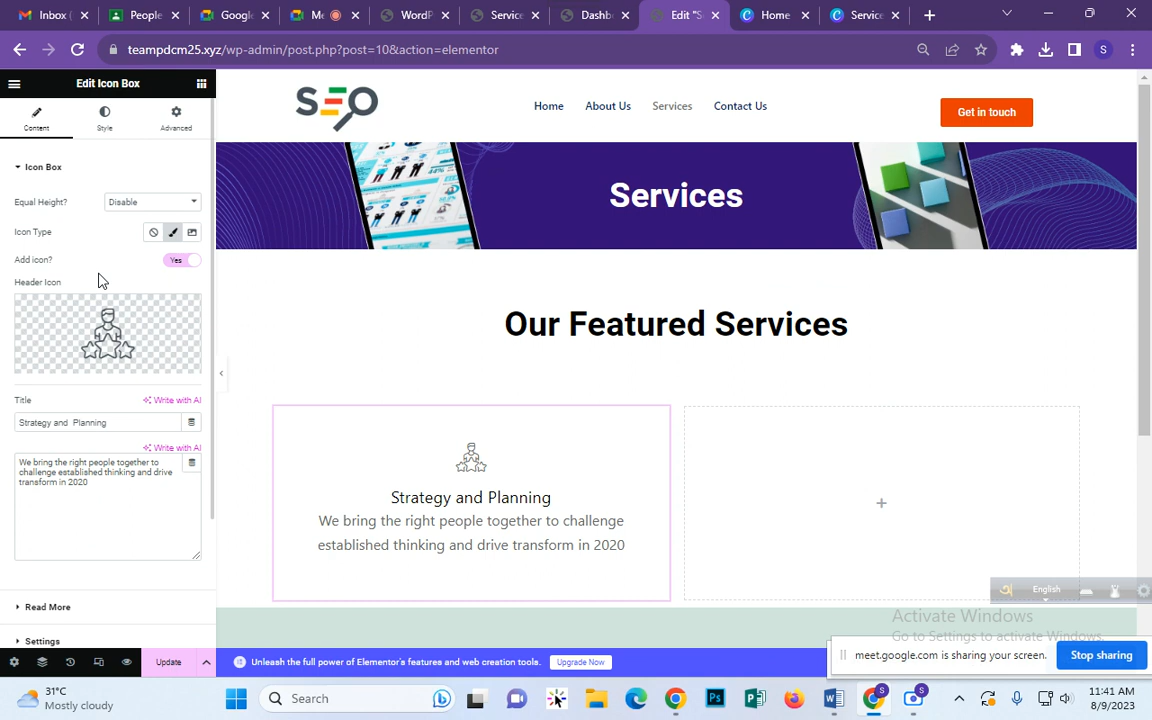 Inbox (
People
Google
Me
WordP
Service
Dashb
Edit "S
Home
Service
teampdcm25.xyz/wp-admin/post.php?post=10&action=elementor
S
Edit Icon Box
Content
Style
Advanced
Icon Box
Equal Height?
Disable
Icon Type
Add icon?
Yes
Header Icon
Title
Write with AI
Strategy and  Planning
Write with AI
We bring the right people together to
challenge established thinking and drive
transform in 2020
Read More
Settings
Update
SEO
Home
About Us
Services
Contact Us
Get in touch
Services
Our Featured Services
Strategy and Planning
We bring the right people together to challenge
established thinking and drive transform in 2020
English
Activate Windows
Go to Settings to activate Windows.
Unleash the full power of Elementor's features and web creation tools.
Upgrade Now
meet.google.com is sharing your screen.
Stop sharing
31°C
Mostly cloudy
Search
11:41 AM
8/9/2023